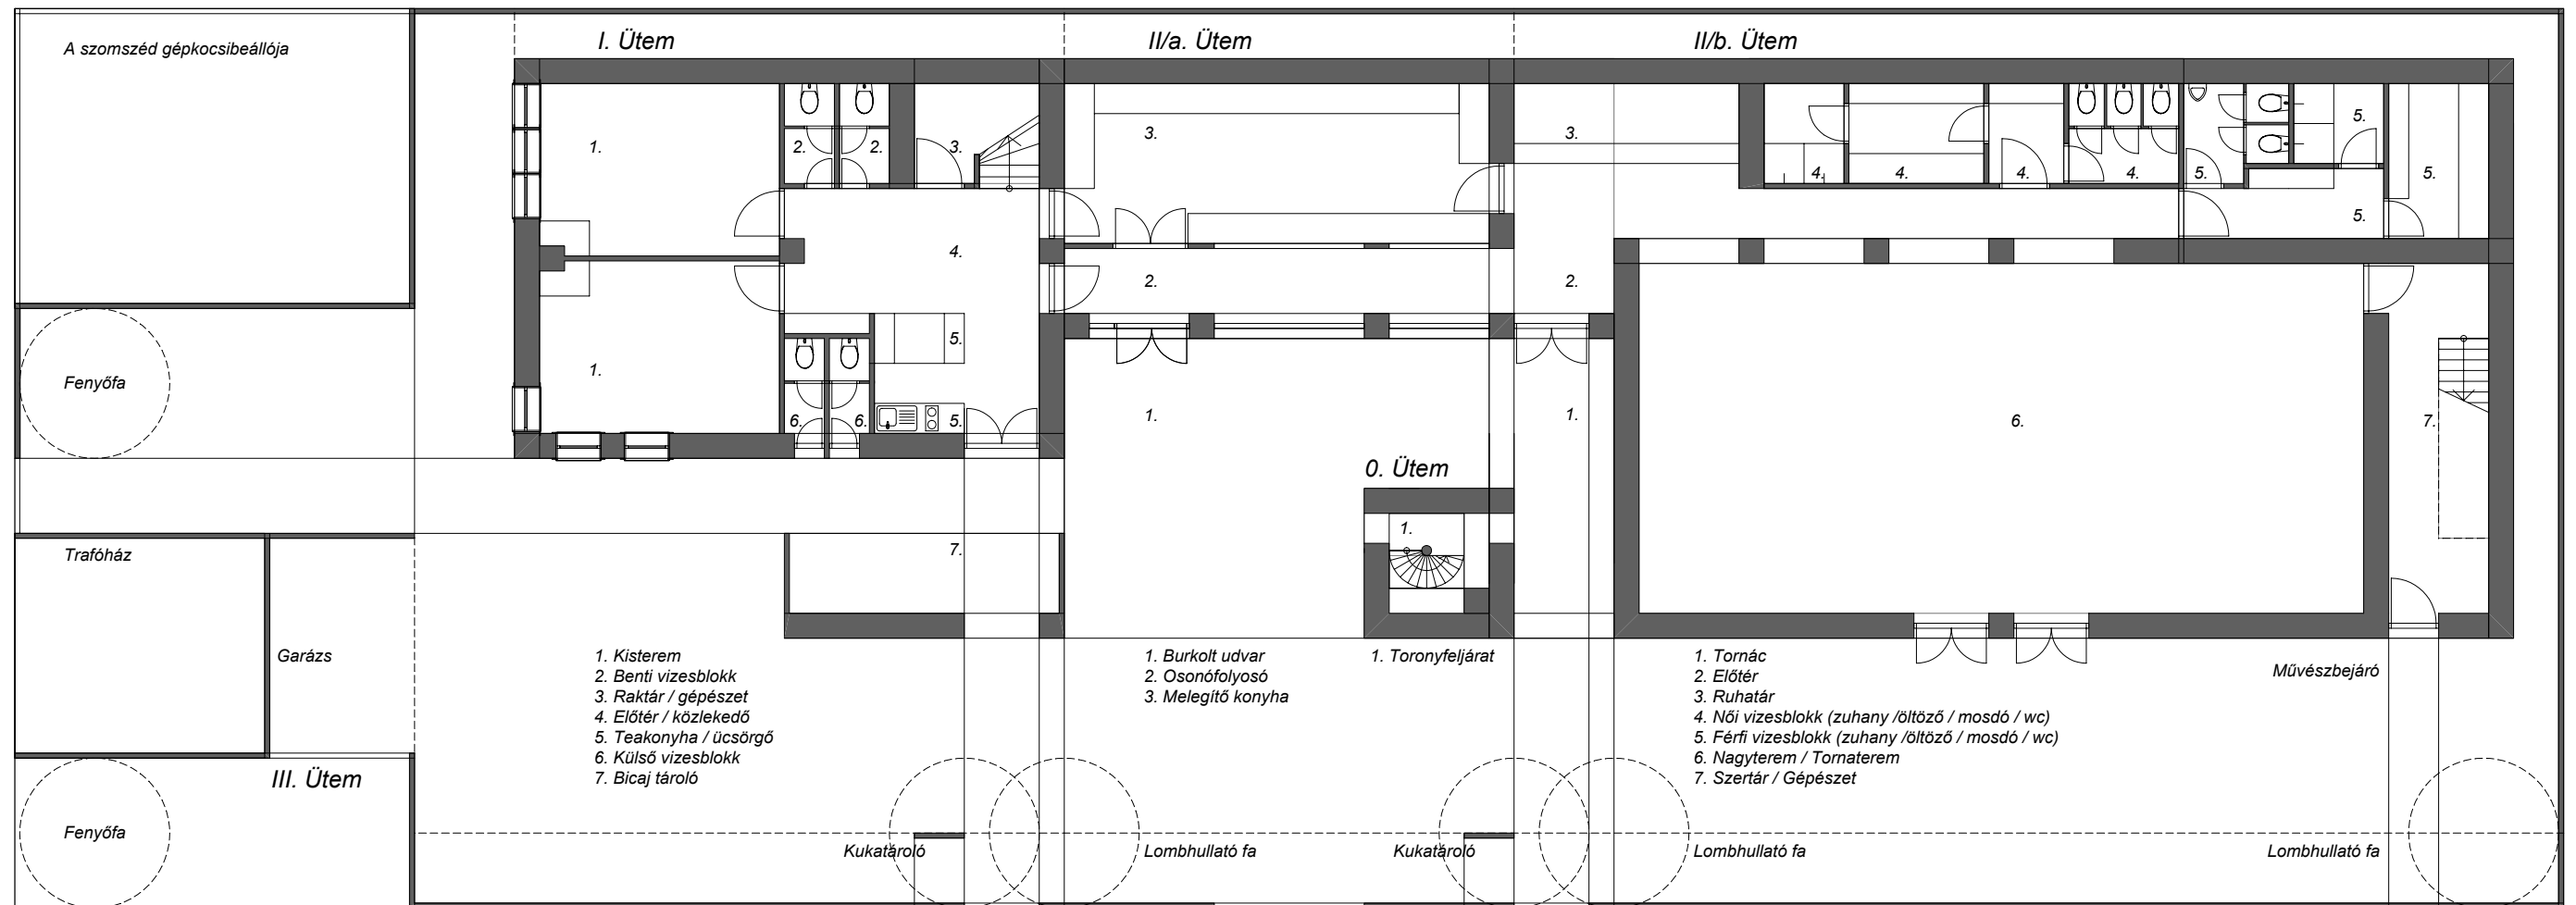 I. Ütem
II/a. Ütem
II/b. Ütem
A szomszéd gépkocsibeállója
1.
2.
2.
3.
3.
3.
4.
4.
4.
4.
5.
5.
5.
5.
4.
2.
2.
Fenyőfa
1.
5.
6.
6.
5.
1.
1.
6.
7.
0. Ütem
1.
Trafóház
7.
Garázs
1. Kisterem
2. Benti vizesblokk
3. Raktár / gépészet
4. Előtér / közlekedő
5. Teakonyha / ücsörgő
6. Külső vizesblokk
7. Bicaj tároló
1. Burkolt udvar
2. Osonófolyosó
3. Melegítő konyha
1. Toronyfeljárat
1. Tornác
2. Előtér
3. Ruhatár
4. Női vizesblokk (zuhany /öltöző / mosdó / wc)
5. Férfi vizesblokk (zuhany /öltöző / mosdó / wc)
6. Nagyterem / Tornaterem
7. Szertár / Gépészet
Művészbejáró
III. Ütem
Fenyőfa
Kukatároló
Lombhullató fa
Kukatároló
Lombhullató fa
Lombhullató fa